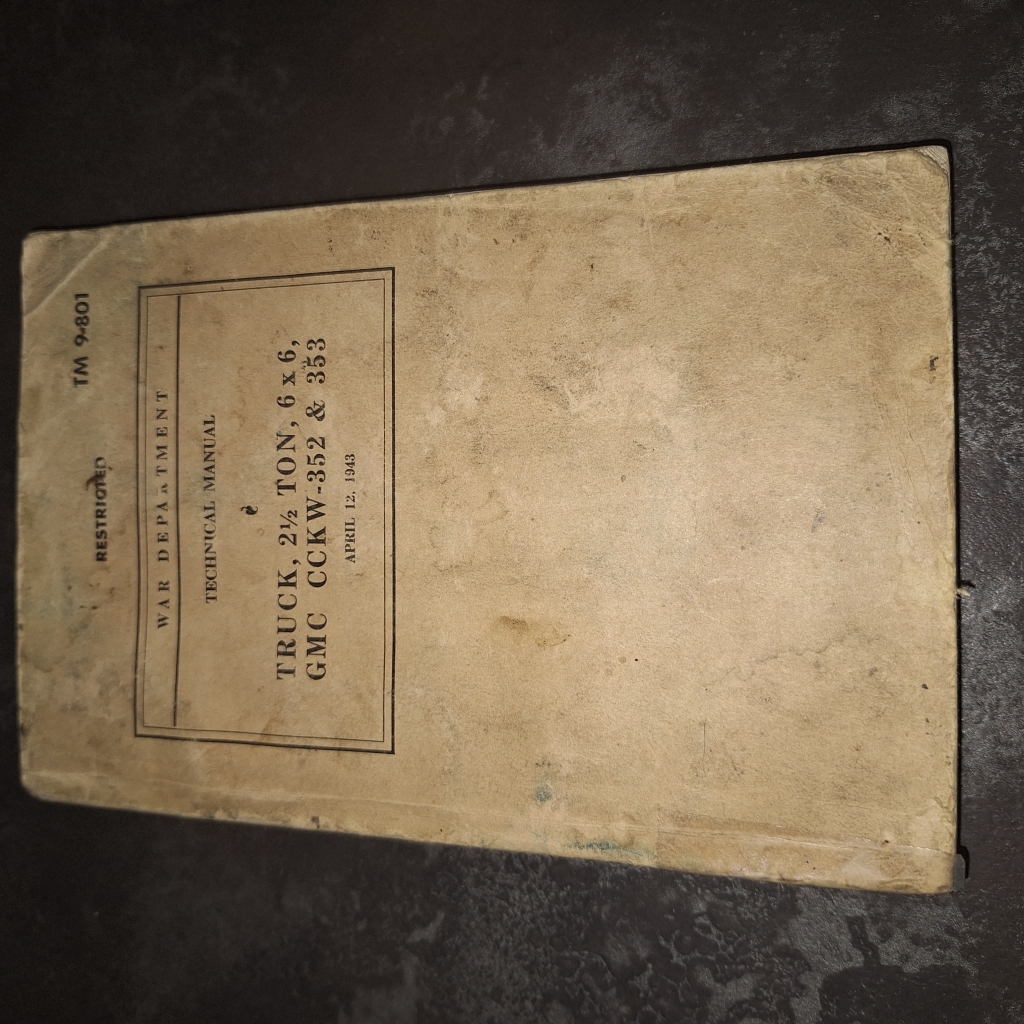 TM 9-801
RESTRICTED
WAR DEPARTMENT
TECHNICAL MANUAL
TRUCK, 2½ TON, 6 x 6,
GMC CCKW-352 & 353
APRIL 12, 1943